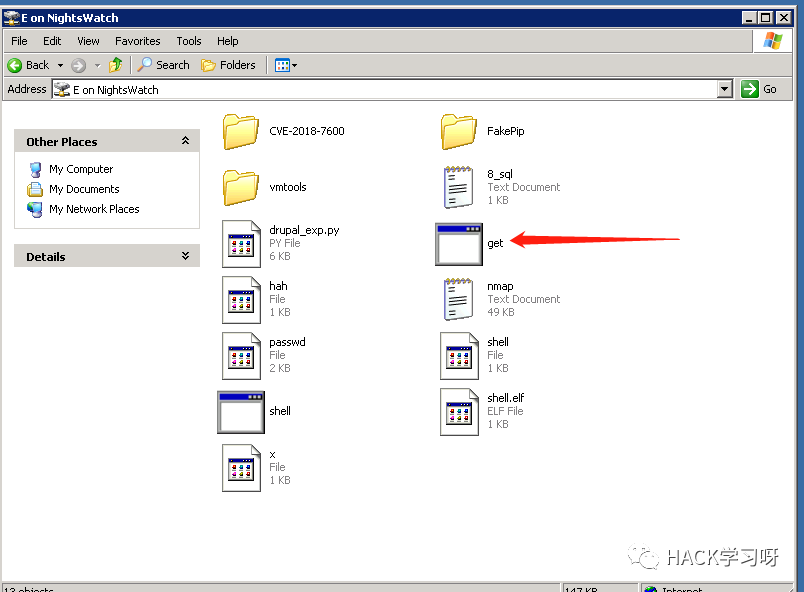 E on NightsWatch
File Edit View Favorites Tools Help
Back Search Folders
Address E on NightsWatch Go
Other Places
My Computer
My Documents
My Network Places
Details
CVE-2018-7600
FakePip
vmtools
8_sql
Text Document
1 KB
drupal_exp.py
PY File
6 KB
get
hah
File
1 KB
nmap
Text Document
49 KB
passwd
File
2 KB
shell
File
1 KB
shell
shell.elf
ELF File
1 KB
x
File
1 KB
HACK学习呀
13 objects 147 KB Internet